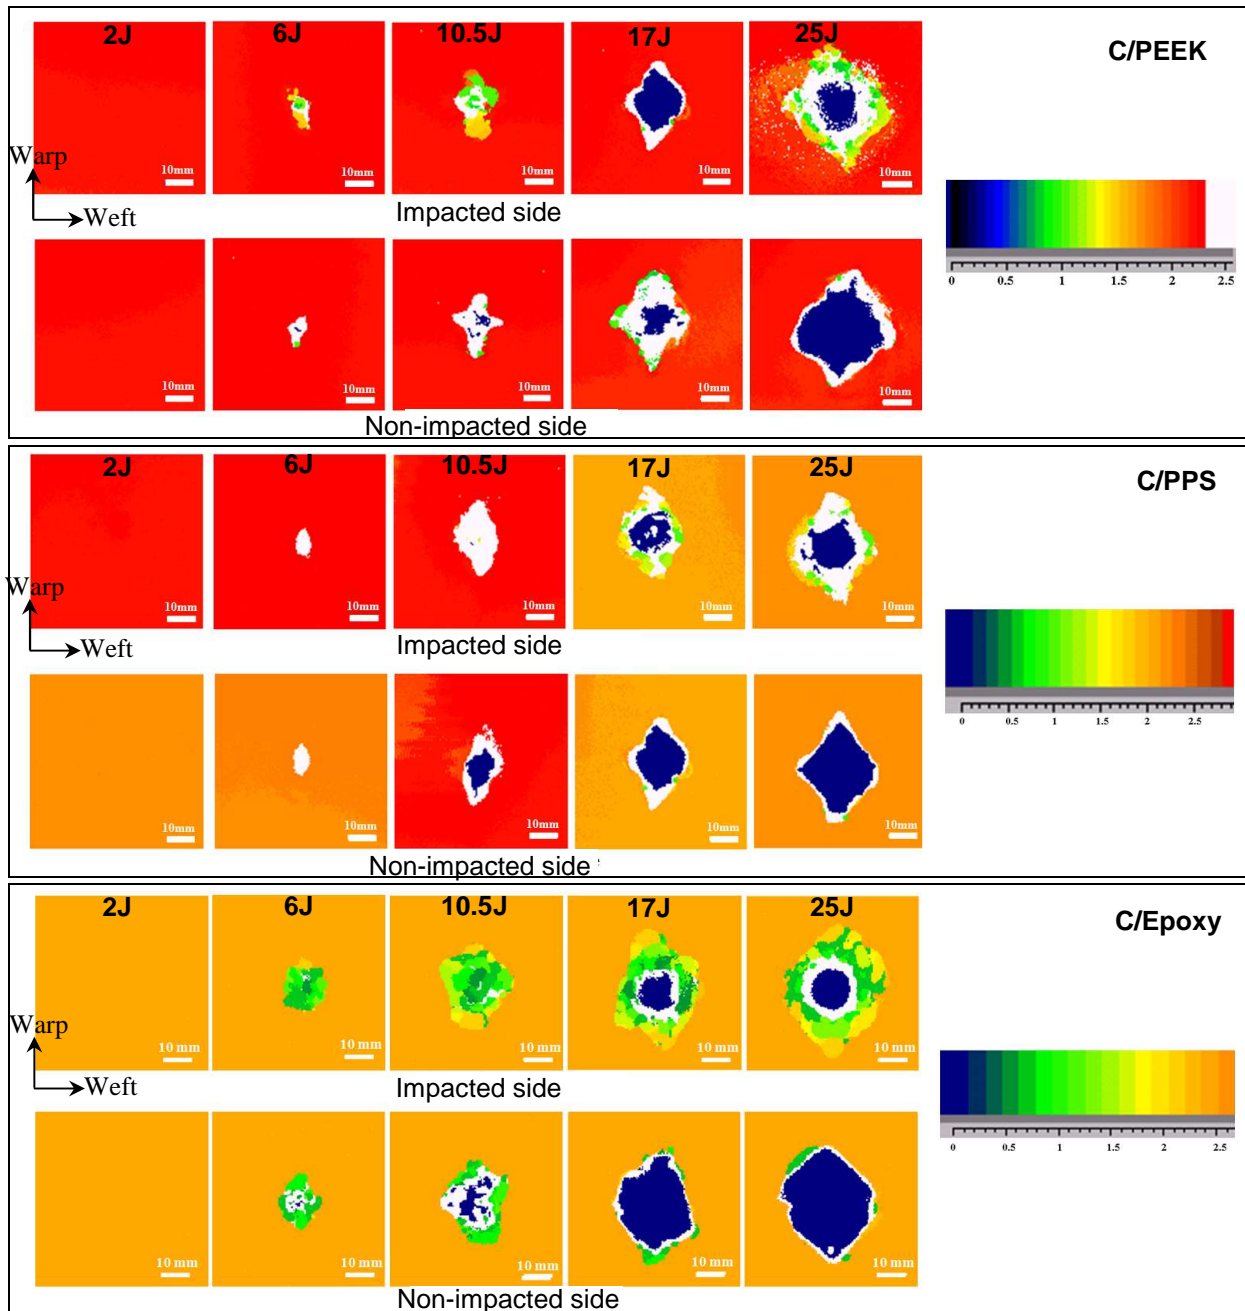 2J 6J 10.5J 17J 25J
C/PEEK
Warp
10mm 10mm 10mm 10mm 10mm
Weft
Impacted side
0 0.5 1 1.5 2 2.5
10mm 10mm 10mm 10mm 10mm
Non-impacted side
2J 6J 10.5J 17J 25J
C/PPS
Warp
10mm 10mm 10mm 10mm 10mm
Weft
Impacted side
0 0.5 1 1.5 2 2.5
10mm 10mm 10mm 10mm 10mm
Non-impacted side
2J 6J 10.5J 17J 25J
C/Epoxy
Warp
10 mm 10 mm 10 mm 10 mm 10 mm
Weft
Impacted side
0 0.5 1 1.5 2 2.5
10 mm 10 mm 10 mm 10 mm 10 mm
Non-impacted side